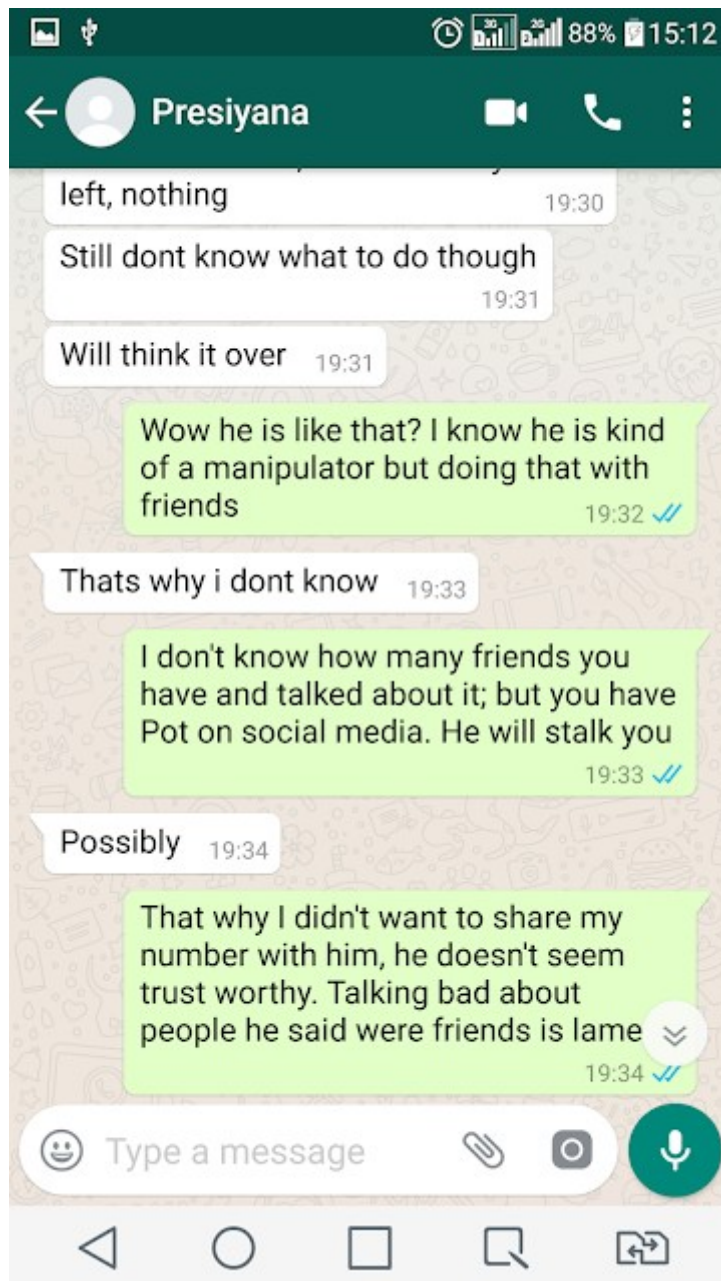 88% 15:12
Presiyana
left, nothing
19:30
Still dont know what to do though
19:31
Will think it over 19:31
Wow he is like that? I know he is kind
of a manipulator but doing that with
friends
19:32
Thats why i dont know 19:33
I don't know how many friends you
have and talked about it; but you have
Pot on social media. He will stalk you
19:33
Possibly 19:34
That why I didn't want to share my
number with him, he doesn't seem
trust worthy. Talking bad about
people he said were friends is lame
19:34
Type a message